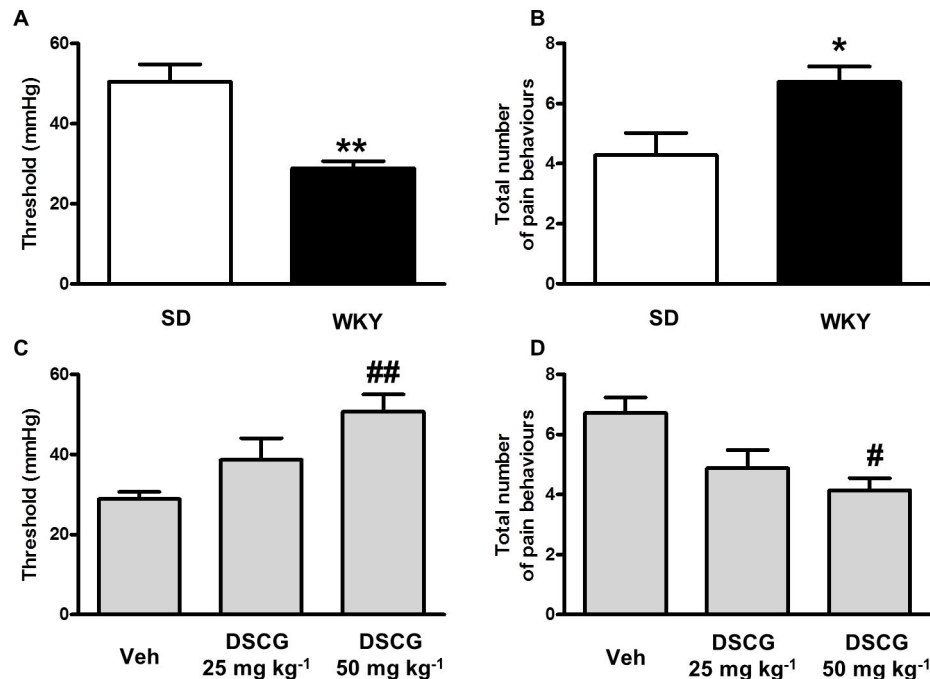 A
Threshold (mmHg)
60
40
20
0
**
SD WKY
B
Total number
of pain behaviours
8
6
4
2
0
*
SD WKY
C
Threshold (mmHg)
60
40
20
0
##
Veh DSCG DSCG
25 mg kg⁻¹ 50 mg kg⁻¹
D
Total number
of pain behaviours
8
6
4
2
0
#
Veh DSCG DSCG
25 mg kg⁻¹ 50 mg kg⁻¹